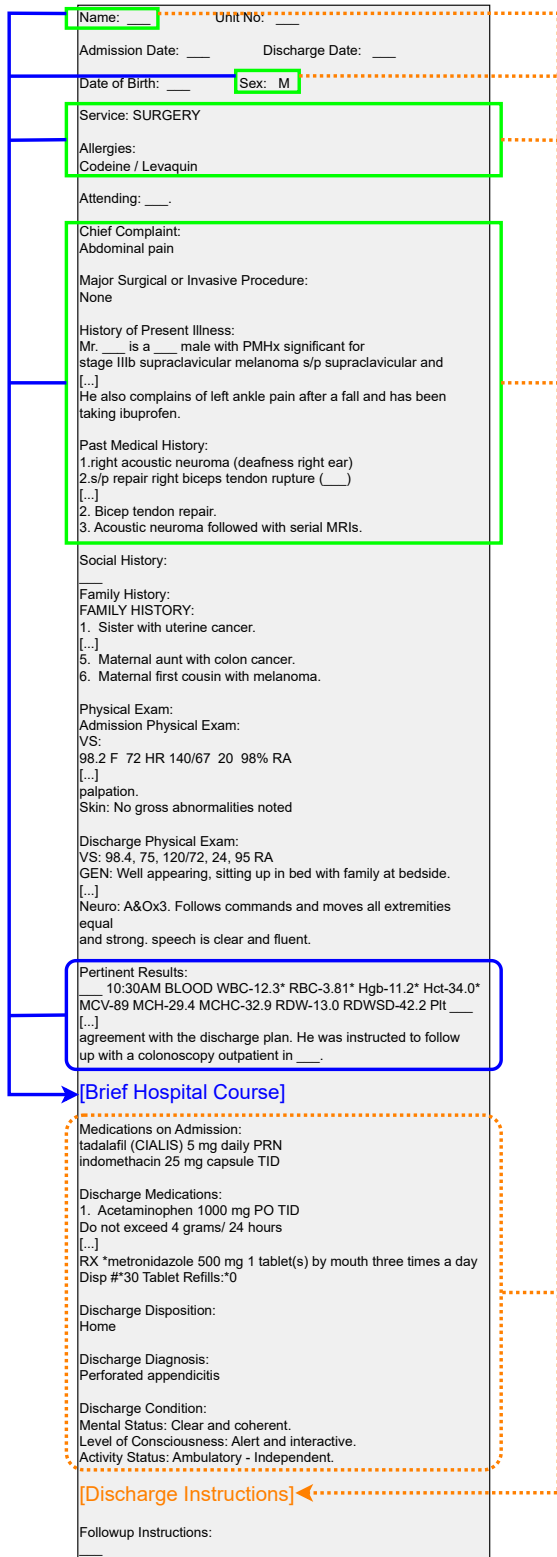 Name: ___ Unit No: ___
Admission Date: ___ Discharge Date: ___
Date of Birth: ___ Sex: M
Service: SURGERY
Allergies:
Codeine / Levaquin
Attending: ___.
Chief Complaint:
Abdominal pain
Major Surgical or Invasive Procedure:
None
History of Present Illness:
Mr. ___ is a ___ male with PMHx significant for
stage IIIb supraclavicular melanoma s/p supraclavicular and
[...]
He also complains of left ankle pain after a fall and has been
taking ibuprofen.
Past Medical History:
1.right acoustic neuroma (deafness right ear)
2.s/p repair right biceps tendon rupture (___)
[...]
2. Bicep tendon repair.
3. Acoustic neuroma followed with serial MRIs.
Social History:
___
Family History:
FAMILY HISTORY:
1. Sister with uterine cancer.
[...]
5. Maternal aunt with colon cancer.
6. Maternal first cousin with melanoma.
Physical Exam:
Admission Physical Exam:
VS:
98.2 F 72 HR 140/67 20 98% RA
[...]
palpation.
Skin: No gross abnormalities noted
Discharge Physical Exam:
VS: 98.4, 75, 120/72, 24, 95 RA
GEN: Well appearing, sitting up in bed with family at bedside.
[...]
Neuro: A&Ox3. Follows commands and moves all extremities
equal
and strong. speech is clear and fluent.
Pertinent Results:
___ 10:30AM BLOOD WBC-12.3* RBC-3.81* Hgb-11.2* Hct-34.0*
MCV-89 MCH-29.4 MCHC-32.9 RDW-13.0 RDWSD-42.2 Plt ___
[...]
agreement with the discharge plan. He was instructed to follow
up with a colonoscopy outpatient in ___.
[Brief Hospital Course]
Medications on Admission:
tadalafil (CIALIS) 5 mg daily PRN
indomethacin 25 mg capsule TID
Discharge Medications:
1. Acetaminophen 1000 mg PO TID
Do not exceed 4 grams/ 24 hours
[...]
RX *metronidazole 500 mg 1 tablet(s) by mouth three times a day
Disp #*30 Tablet Refills:*0
Discharge Disposition:
Home
Discharge Diagnosis:
Perforated appendicitis
Discharge Condition:
Mental Status: Clear and coherent.
Level of Consciousness: Alert and interactive.
Activity Status: Ambulatory - Independent.
[Discharge Instructions]
Followup Instructions:
___